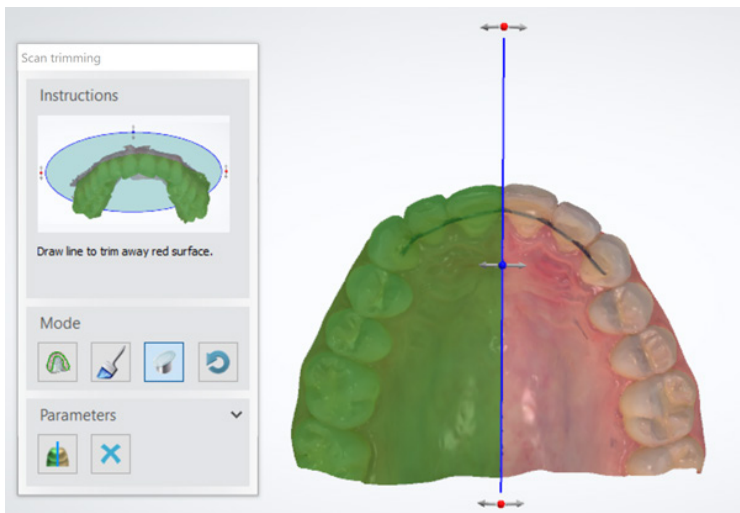 Scan trimming
Instructions
Draw line to trim away red surface.
Mode
Parameters